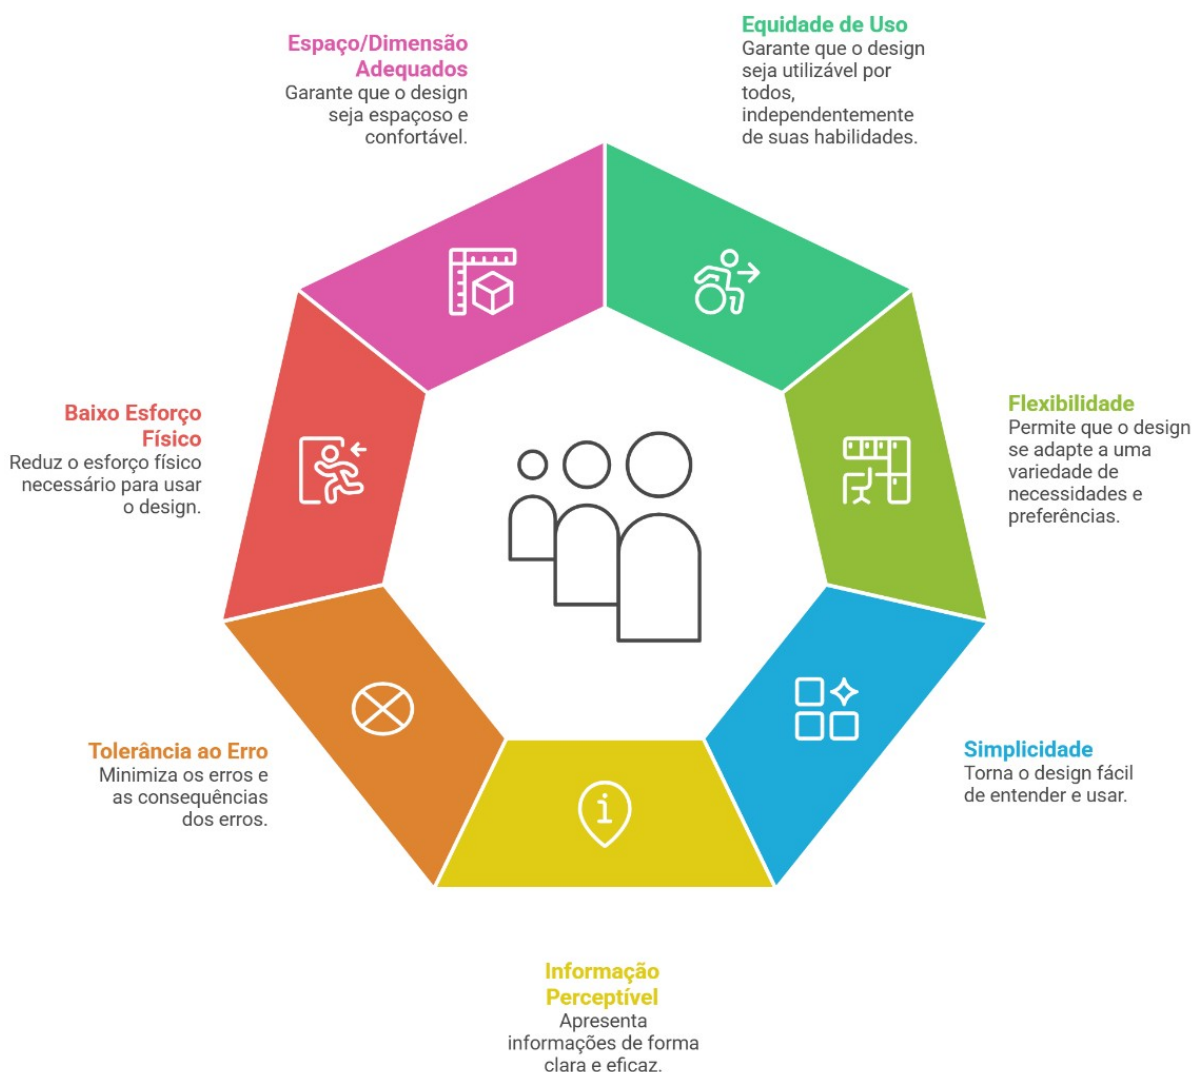 Espaço/Dimensão
Adequados
Garante que o design
seja espaçoso e
confortável.
Equidade de Uso
Garante que o design
seja utilizável por
todos,
independentemente
de suas habilidades.
Flexibilidade
Permite que o design
se adapte a uma
variedade de
necessidades e
preferências.
Simplicidade
Torna o design fácil
de entender e usar.
i
Informação
Perceptível
Apresenta
informações de forma
clara e eficaz.
Tolerância ao Erro
Minimiza os erros e
as consequências
dos erros.
Baixo Esforço
Físico
Reduz o esforço físico
necessário para usar
o design.